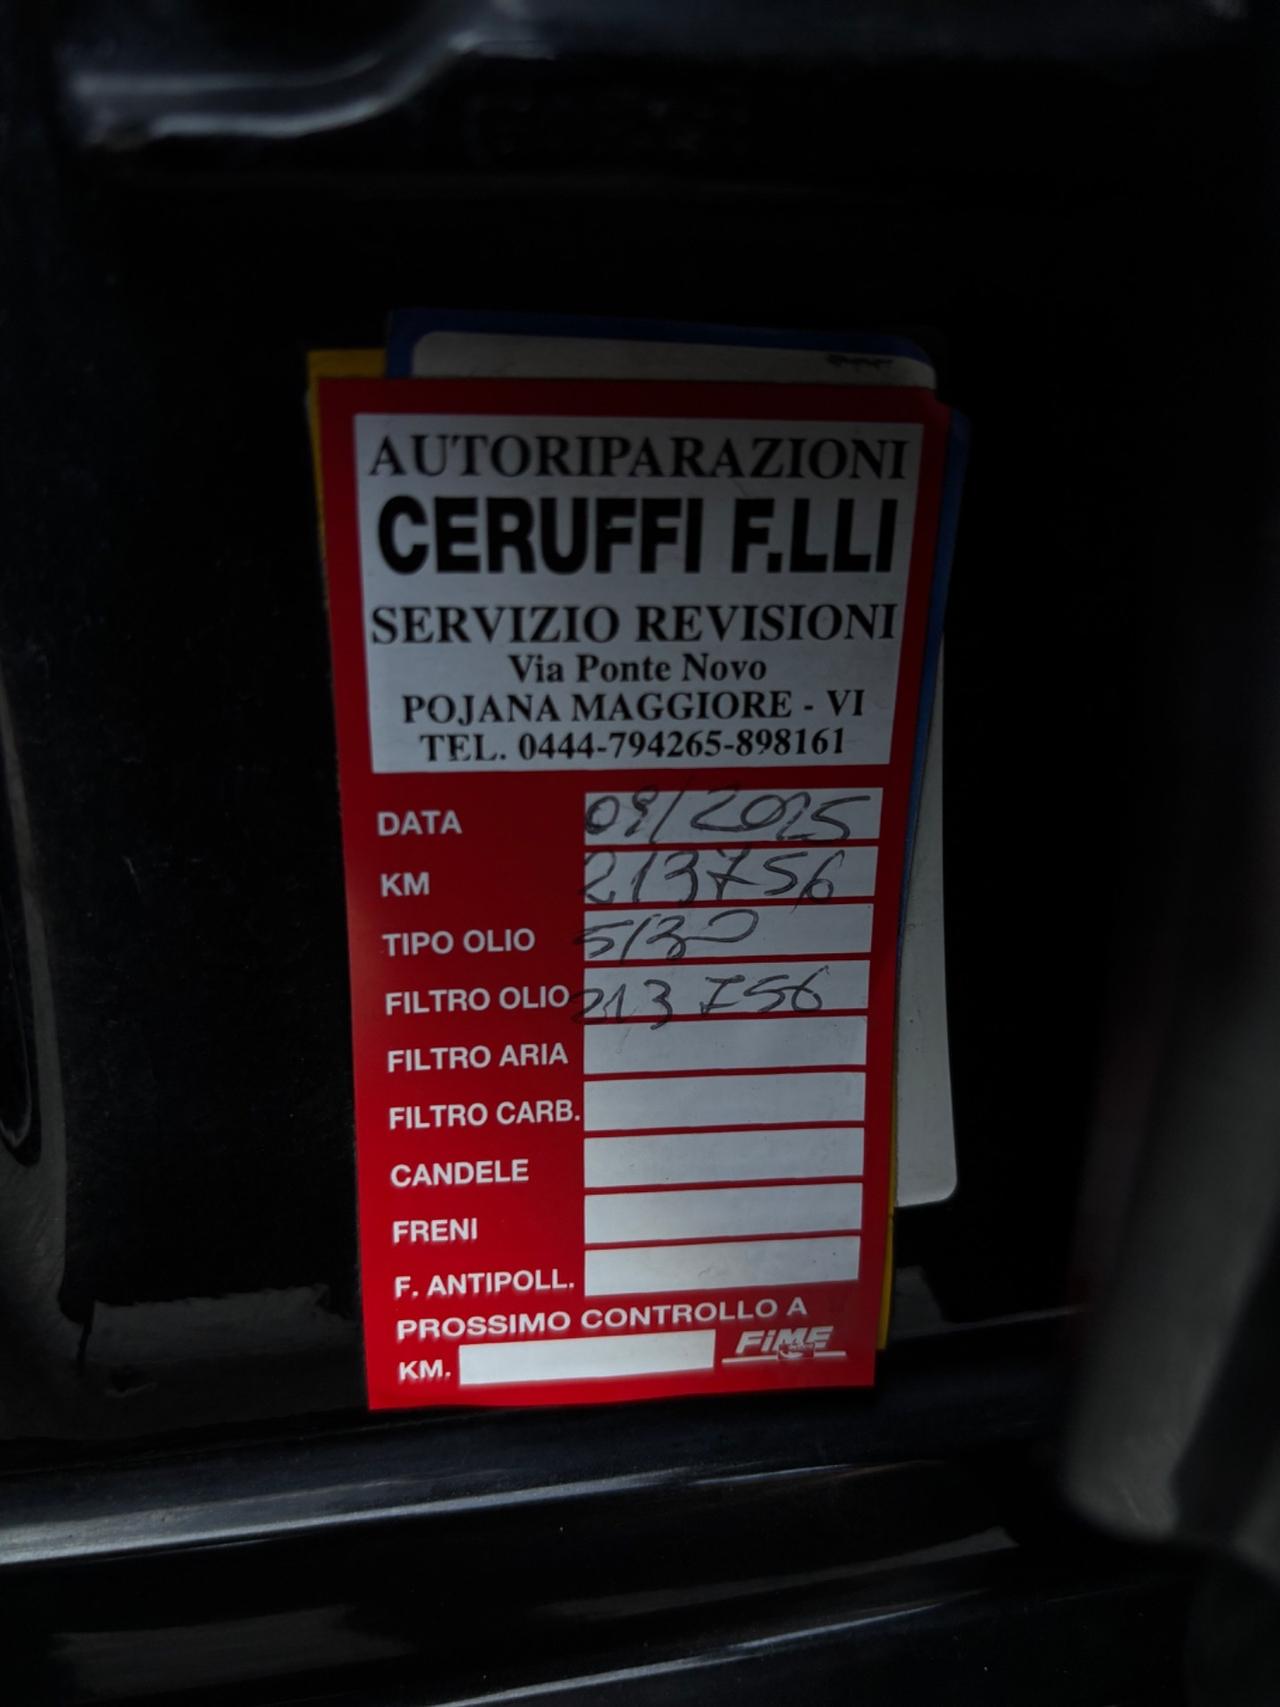 AUTORIPARAZIONI
CERUFFI F.LLI
SERVIZIO REVISIONI
Via Ponte Novo
POJANA MAGGIORE - VI
TEL. 0444-794265-898161
DATA 09/2025
KM 213756
TIPO OLIO 5/30
FILTRO OLIO 213756
FILTRO ARIA
FILTRO CARB.
CANDELE
FRENI
F. ANTIPOLL.
PROSSIMO CONTROLLO A
KM. FiME